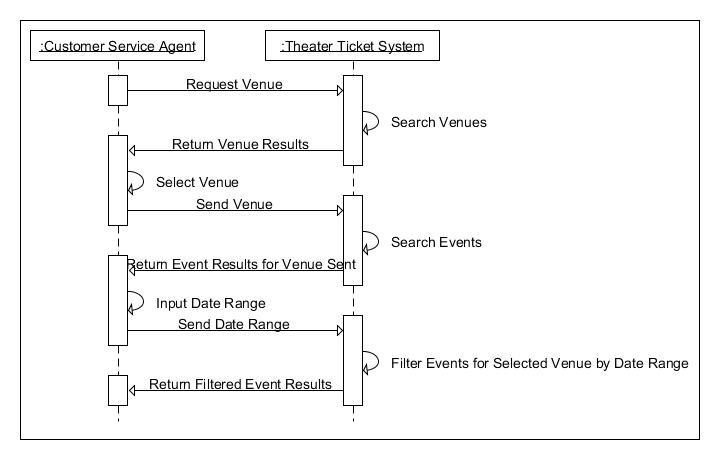 :Customer Service Agent
:Theater Ticket System
Request Venue
Search Venues
Return Venue Results
Select Venue
Send Venue
Search Events
Return Event Results for Venue Sent
Input Date Range
Send Date Range
Filter Events for Selected Venue by Date Range
Return Filtered Event Results